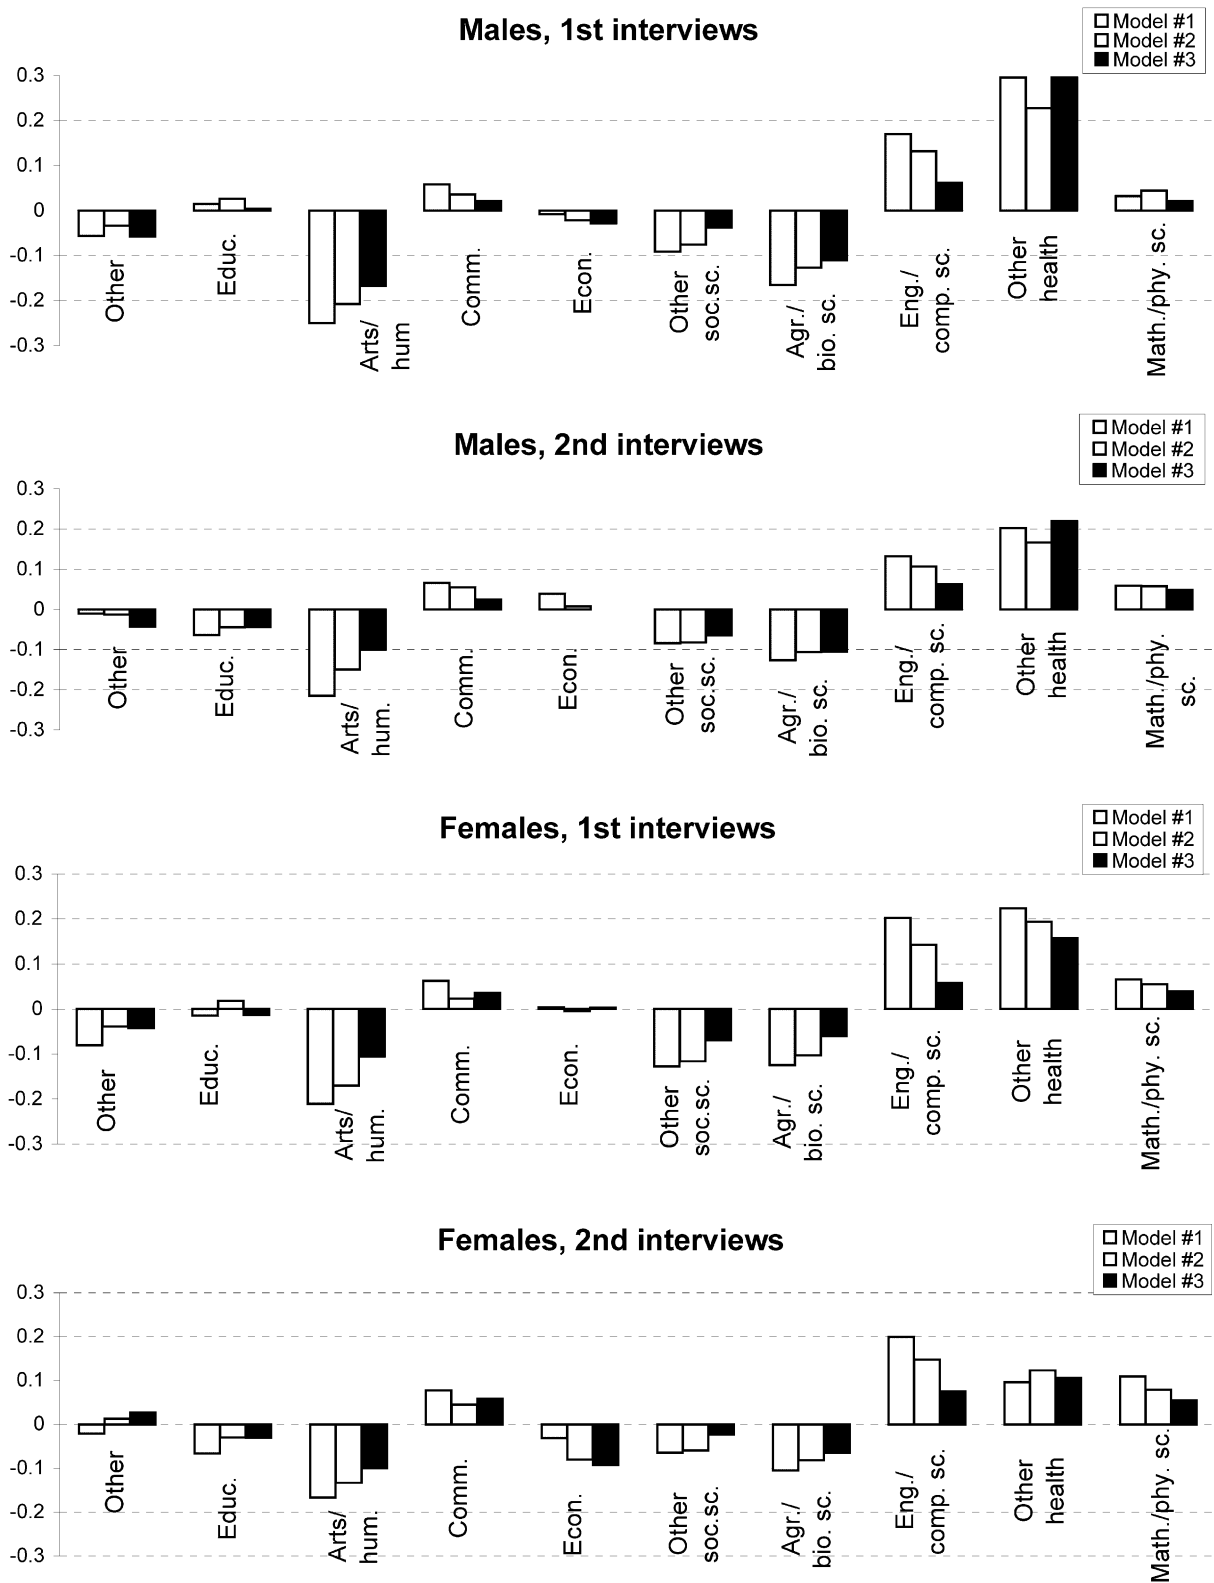 Males, 1st interviews
Model #1
Model #2
Model #3
0.3
0.2
0.1
0
-0.1
-0.2
-0.3
Other
Educ.
Arts/
hum
Comm.
Econ.
Other
soc.sc.
Agr./
bio. sc.
Eng./
comp. sc.
Other
health
Math./phy. sc.
Males, 2nd interviews
Model #1
Model #2
Model #3
0.3
0.2
0.1
0
-0.1
-0.2
-0.3
Other
Educ.
Arts/
hum.
Comm.
Econ.
Other
soc.sc.
Agr./
bio. sc.
Eng./
comp. sc.
Other
health
Math./phy.
sc.
Females, 1st interviews
Model #1
Model #2
Model #3
0.3
0.2
0.1
0
-0.1
-0.2
-0.3
Other
Educ.
Arts/
hum.
Comm.
Econ.
Other
soc.sc.
Agr./
bio. sc.
Eng./
comp. sc.
Other
health
Math./phy. sc.
Females, 2nd interviews
Model #1
Model #2
Model #3
0.3
0.2
0.1
0
-0.1
-0.2
-0.3
Other
Educ.
Arts/
hum.
Comm.
Econ.
Other
soc.sc.
Agr./
bio. sc.
Eng./
comp. sc.
Other
health
Math./phy. sc.